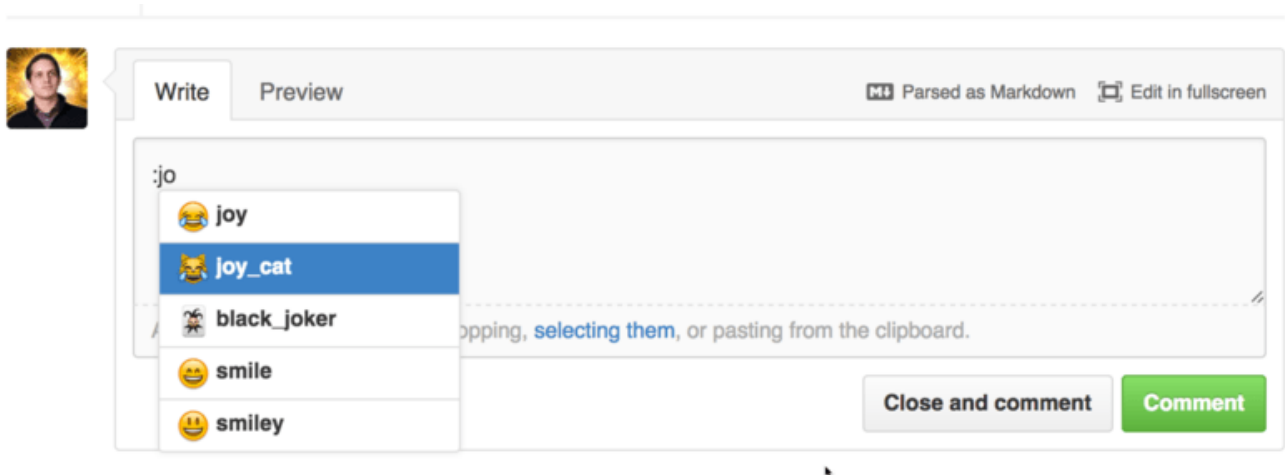 Write Preview Parsed as Markdown Edit in fullscreen
:jo
joy
joy_cat
black_joker
opping, selecting them, or pasting from the clipboard.
smile
smiley
Close and comment Comment